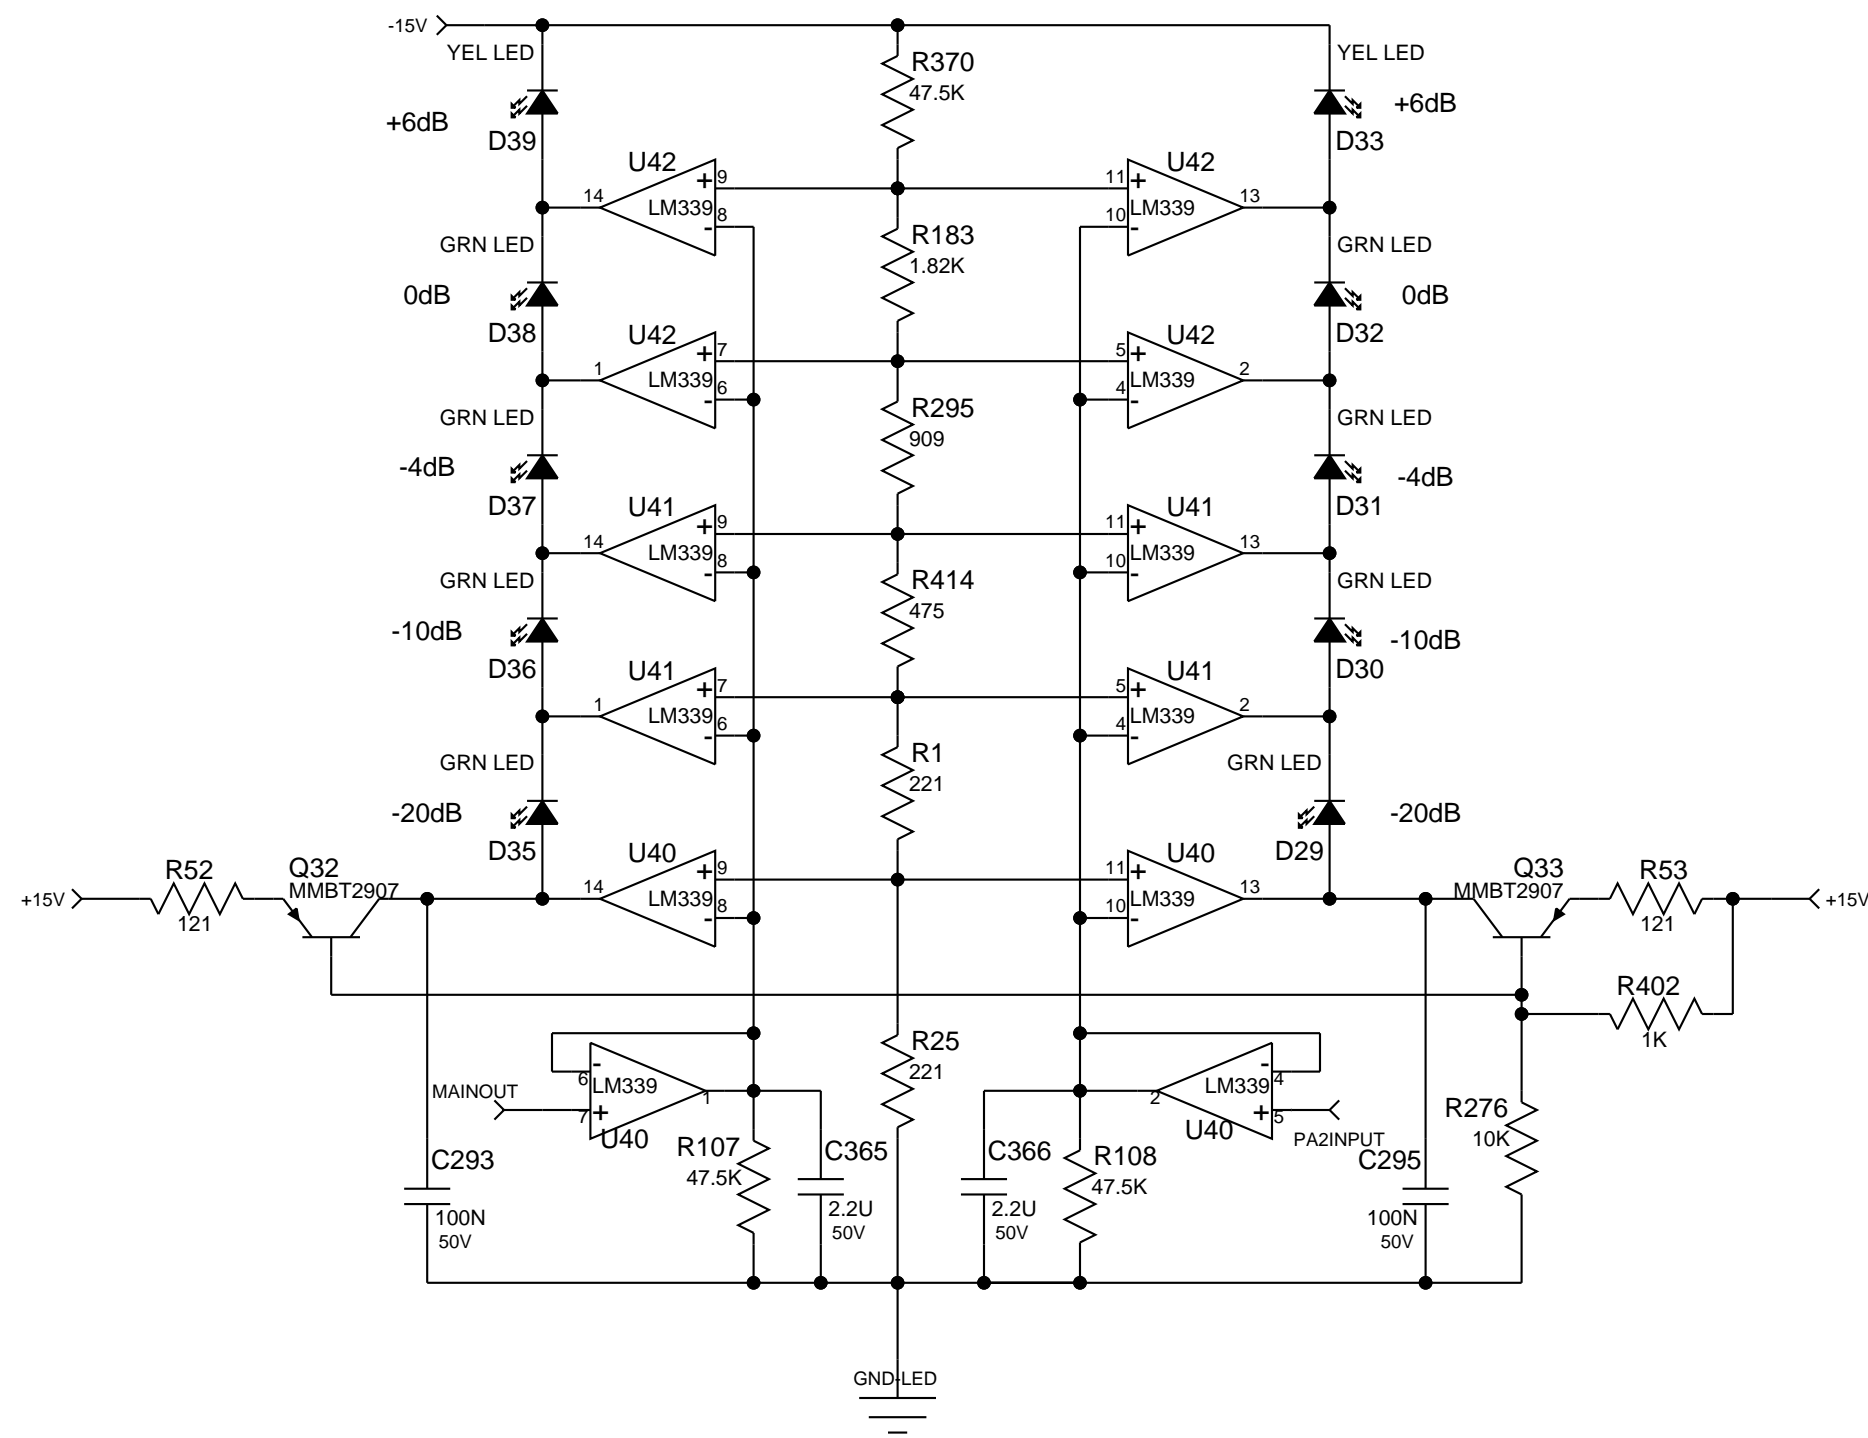 -15V
YEL LED
YEL LED
R370
47.5K
+6dB
+6dB
D39
D33
U42
U42
14
+
9
11
+
13
LM339
LM339
8
10
-
-
GRN LED
R183
GRN LED
1.82K
0dB
0dB
D38
D32
U42
U42
1
+
7
5
+
2
LM339
LM339
6
4
-
-
GRN LED
R295
GRN LED
909
-4dB
-4dB
D37
D31
U41
U41
14
+
9
11
+
13
LM339
LM339
8
10
-
-
GRN LED
R414
GRN LED
475
-10dB
-10dB
D36
D30
U41
U41
1
+
7
5
+
2
LM339
LM339
6
4
-
-
GRN LED
R1
GRN LED
221
-20dB
-20dB
D35
D29
U40
U40
R52
Q32
Q33
R53
MMBT2907
MMBT2907
+15V
121
14
+
9
11
+
13
121
+15V
LM339
LM339
8
10
-
-
R402
1K
R25
221
-
-
6
LM339
LM339
4
MAINOUT
1
2
7
+
+
5
U40
U40
PA2INPUT
R276
10K
C293
R107
47.5K
C365
C366
R108
47.5K
C295
100N
50V
2.2U
50V
2.2U
50V
100N
50V
GND-LED